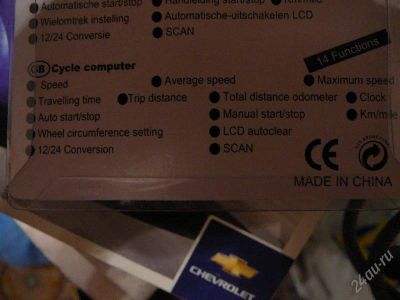 Automatische start/stop Handleiding start/stop Km/mile
Wielomtrek instelling Automatische-uitschakelen LCD
12/24 Conversie SCAN
14 Functions
GB Cycle computer
Speed Average speed Maximum speed
Travelling time Trip distance Total distance odometer Clock
Auto start/stop Manual start/stop Km/mile
Wheel circumference setting LCD autoclear
12/24 Conversion SCAN
CE
MADE IN CHINA
CHEVROLET
24au.ru